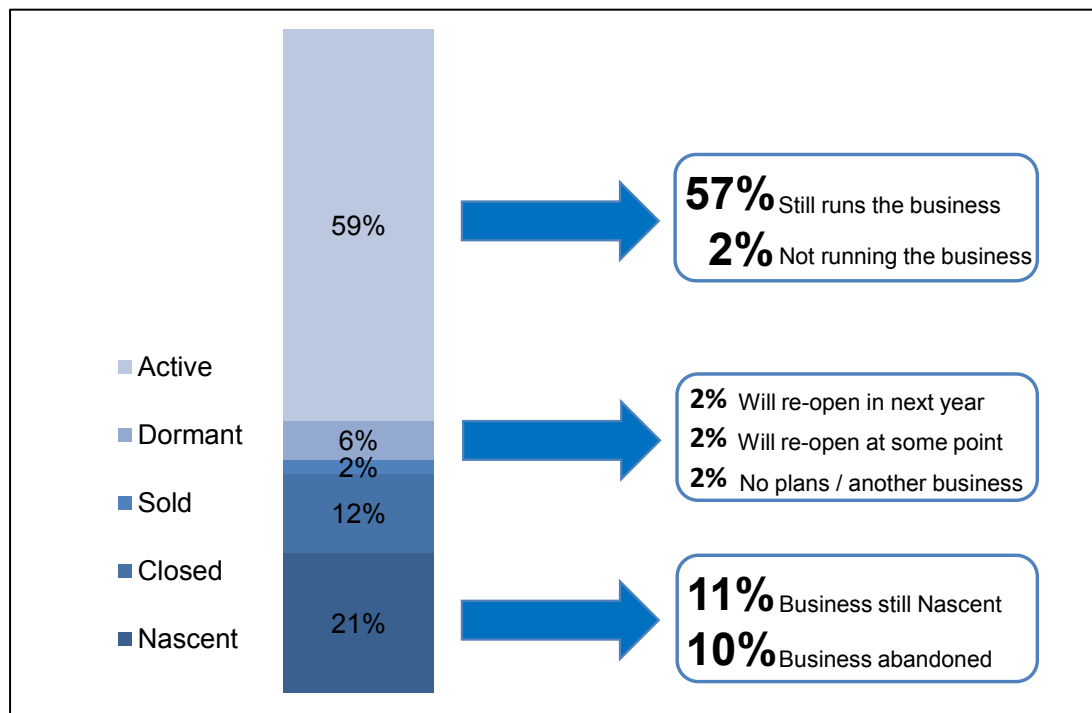 59%
6%
2%
12%
21%
Active
Dormant
Sold
Closed
Nascent
57% Still runs the business
2% Not running the business
2% Will re-open in next year
2% Will re-open at some point
2% No plans / another business
11% Business still Nascent
10% Business abandoned